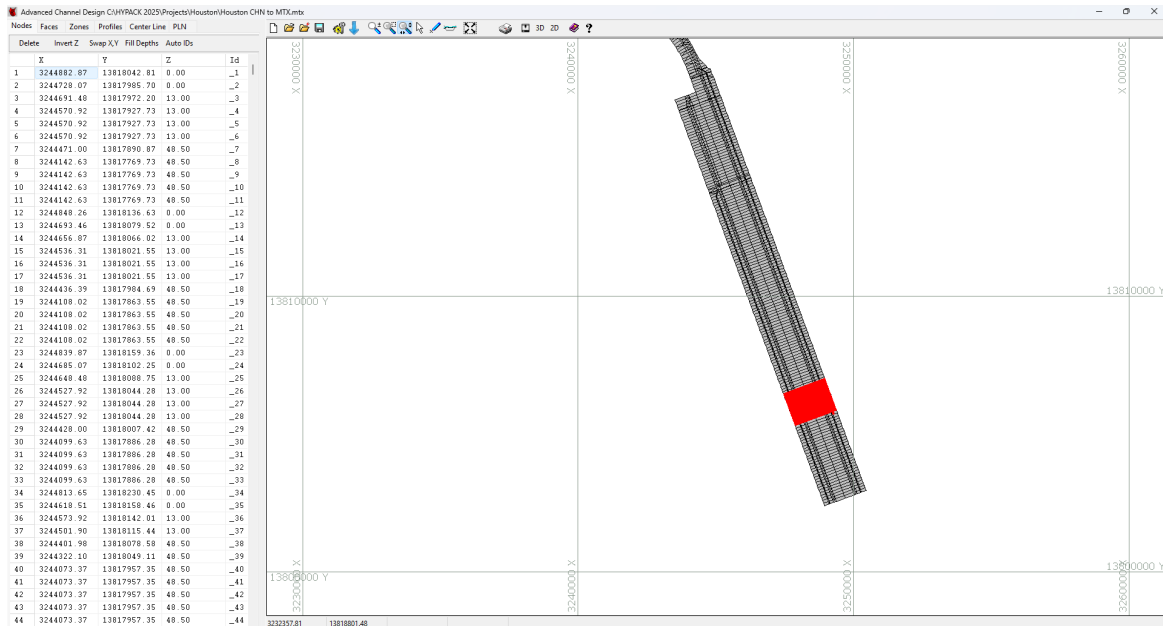 Advanced Channel Design C:\HYPACK 2025\Projects\Houston\Houston CHN to MTX.mtx
Nodes Faces Zones Profiles Center Line PLN
3D 2D ?
Delete Invert Z Swap X,Y Fill Depths Auto IDs
X Y Z Id
1 3244882.87 13818042.81 0.00 _1
2 3244728.07 13817985.70 0.00 _2
3 3244691.48 13817972.20 13.00 _3
4 3244570.92 13817927.73 13.00 _4
5 3244570.92 13817927.73 13.00 _5
6 3244570.92 13817927.73 13.00 _6
7 3244471.00 13817890.87 48.50 _7
8 3244142.63 13817769.73 48.50 _8
9 3244142.63 13817769.73 48.50 _9
10 3244142.63 13817769.73 48.50 _10
11 3244142.63 13817769.73 48.50 _11
12 3244848.26 13818136.63 0.00 _12
13 3244693.46 13818079.52 0.00 _13
14 3244656.87 13818066.02 13.00 _14
15 3244536.31 13818021.55 13.00 _15
16 3244536.31 13818021.55 13.00 _16
17 3244536.31 13818021.55 13.00 _17
18 3244436.39 13817984.69 48.50 _18
19 3244108.02 13817863.55 48.50 _19
20 3244108.02 13817863.55 48.50 _20
21 3244108.02 13817863.55 48.50 _21
22 3244108.02 13817863.55 48.50 _22
23 3244839.87 13818159.36 0.00 _23
24 3244685.07 13818102.25 0.00 _24
25 3244648.48 13818088.75 13.00 _25
26 3244527.92 13818044.28 13.00 _26
27 3244527.92 13818044.28 13.00 _27
28 3244527.92 13818044.28 13.00 _28
29 3244428.00 13818007.42 48.50 _29
30 3244099.63 13817886.28 48.50 _30
31 3244099.63 13817886.28 48.50 _31
32 3244099.63 13817886.28 48.50 _32
33 3244099.63 13817886.28 48.50 _33
34 3244813.65 13818230.45 0.00 _34
35 3244618.51 13818158.46 0.00 _35
36 3244573.92 13818142.01 13.00 _36
37 3244501.90 13818115.44 13.00 _37
38 3244401.98 13818078.58 48.50 _38
39 3244322.10 13818049.11 48.50 _39
40 3244073.37 13817957.35 48.50 _40
41 3244073.37 13817957.35 48.50 _41
42 3244073.37 13817957.35 48.50 _42
43 3244073.37 13817957.35 48.50 _43
44 3244073.37 13817957.35 48.50 _44
3230000 X
3240000 X
3250000 X
3260000 X
13810000 Y
13810000 Y
13800000 Y
13800000 Y
3230000 X
3240000 X
3250000 X
3260000 X
3232357.81 13818801.48